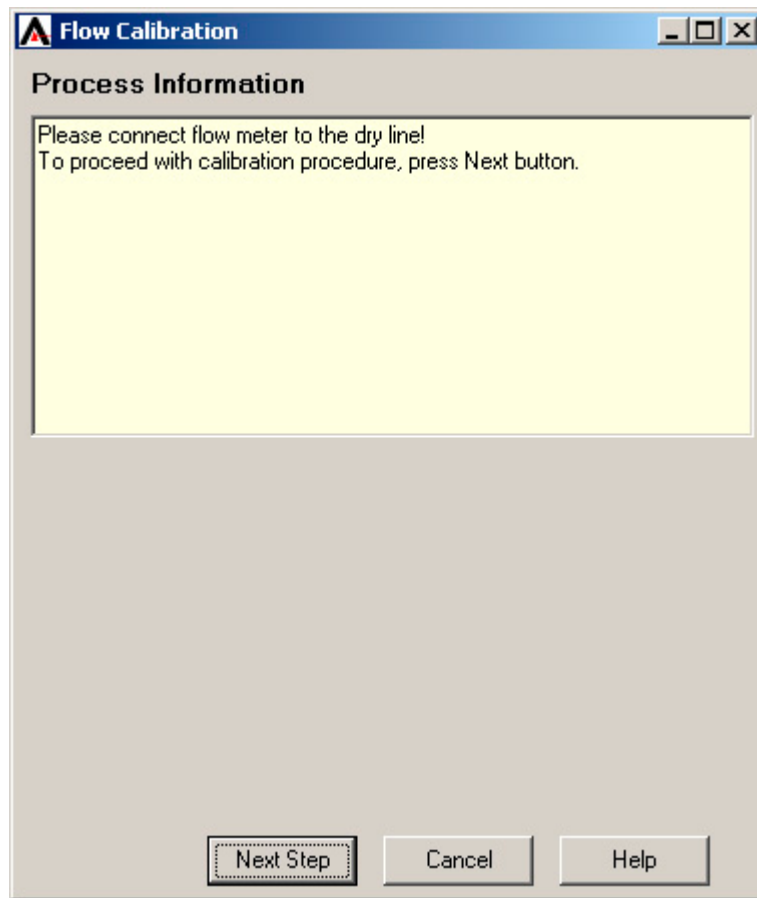 Flow Calibration
Process Information
Please connect flow meter to the dry line!
To proceed with calibration procedure, press Next button.
Next Step
Cancel
Help